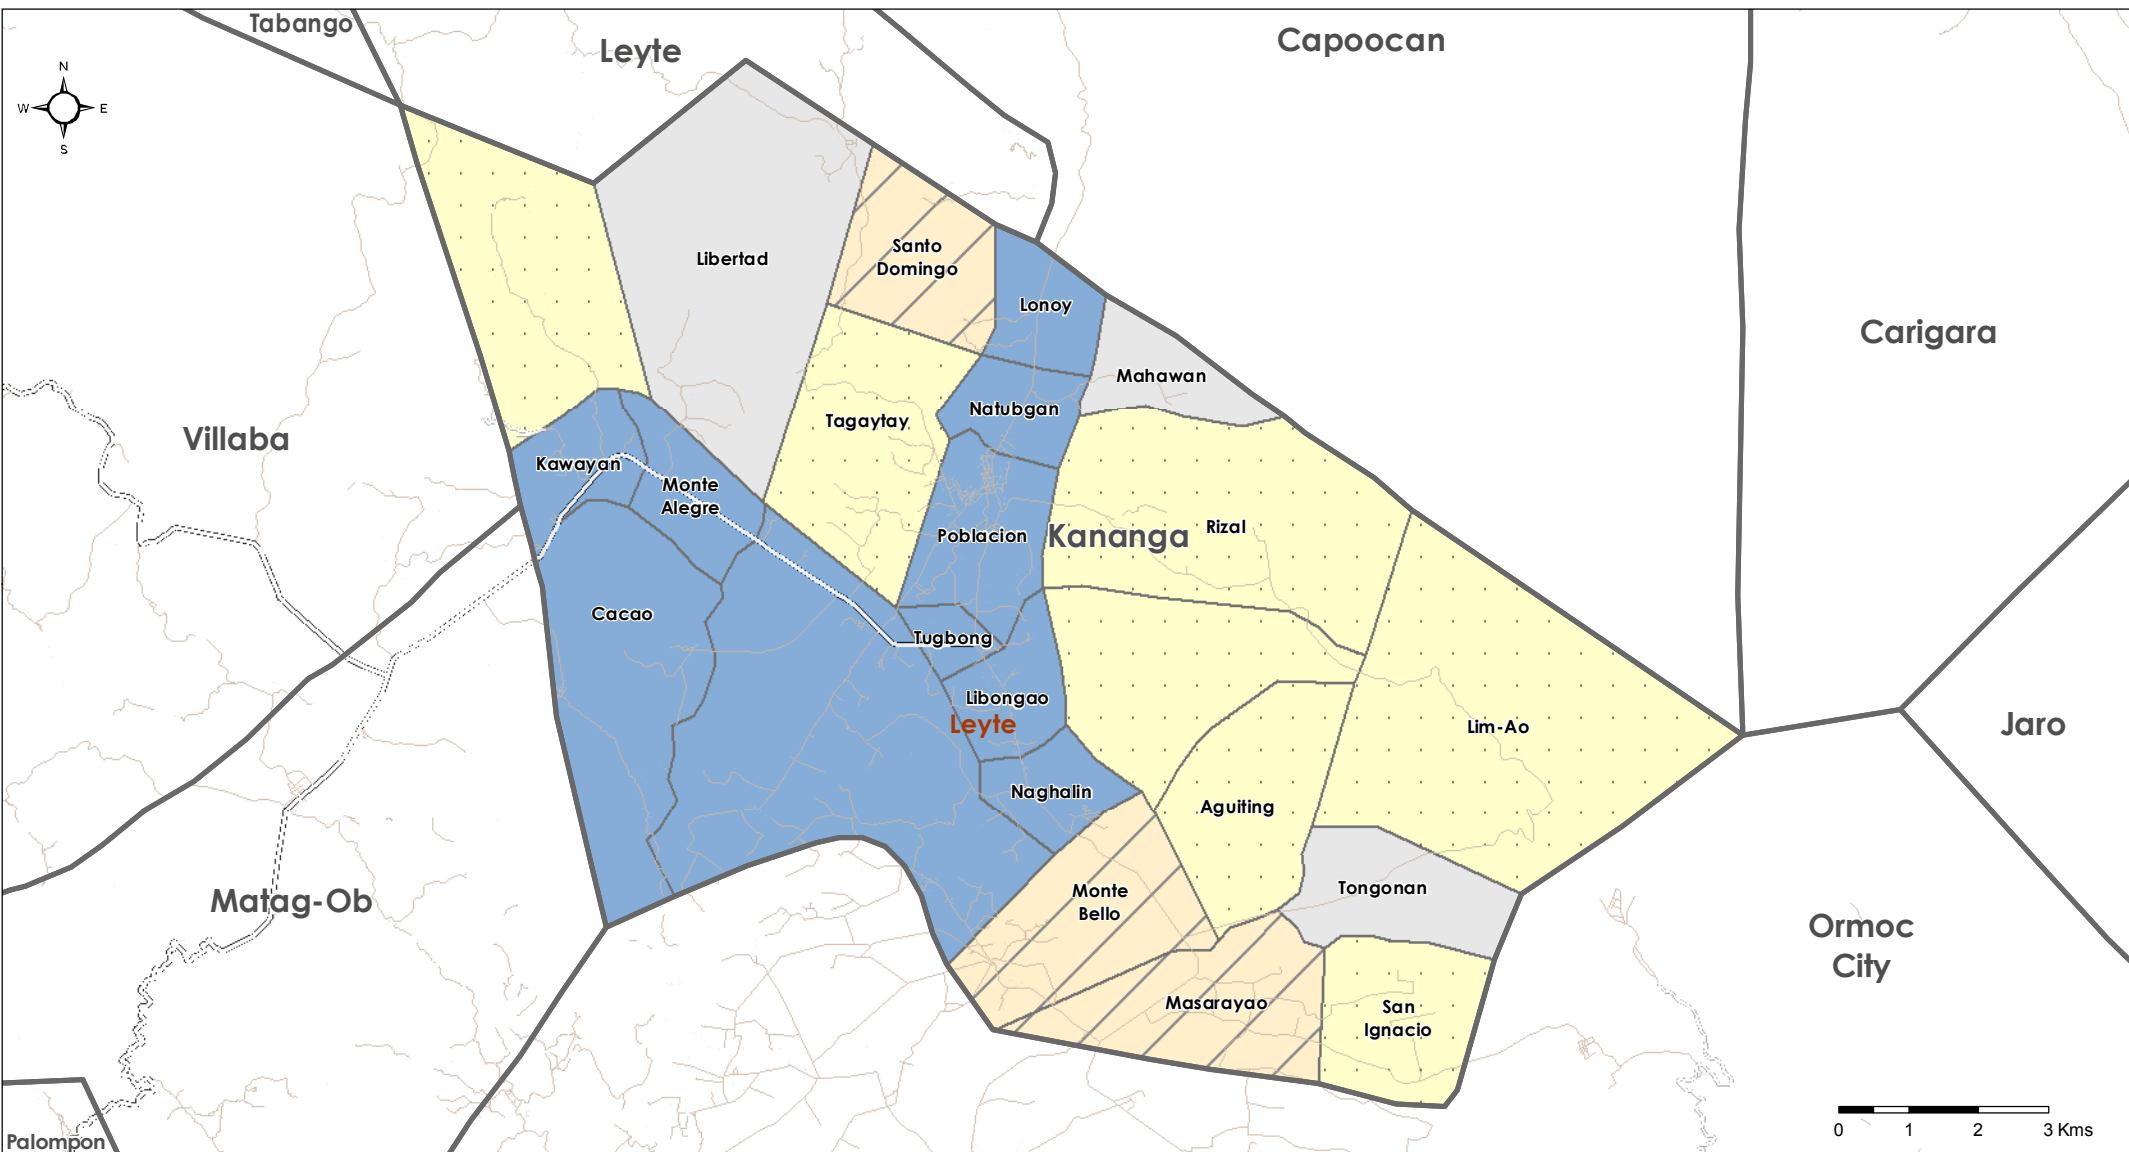 Tabango
Leyte
Capoocan
N
W
E
S
Libertad
Santo
Domingo
Lonoy
Carigara
Mahawan
Natubgan
Tagaytay
Villaba
Kawayan
Monte
Alegre
Poblacion
Kananga
Rizal
Cacao
Tugbong
Libongao
Leyte
Lim-Ao
Jaro
Naghalin
Aguiting
Monte
Bello
Tongonan
Matag-Ob
Ormoc
City
Masarayao
San
Ignacio
0 1 2 3 Kms
Palompon